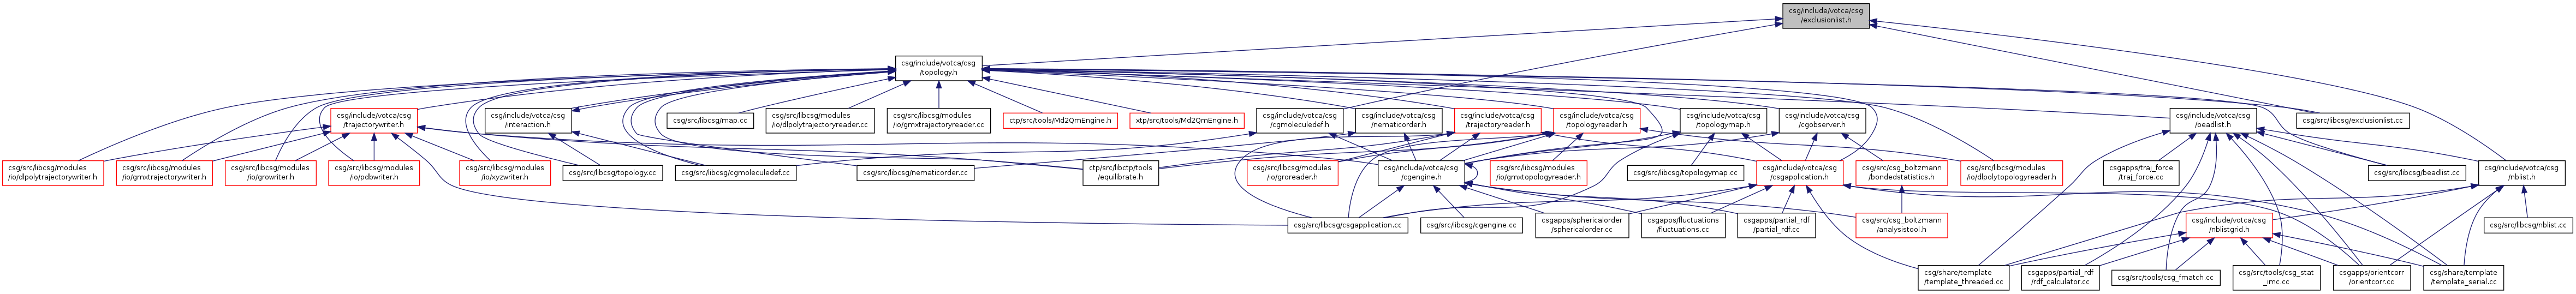 csg/include/votca/csg
/exclusionlist.h
csg/include/votca/csg
/topology.h
csg/include/votca/csg
/trajectorywriter.h
csg/include/votca/csg
/interaction.h
csg/src/libcsg/map.cc
csg/src/libcsg/modules
/io/dlpolytrajectoryreader.cc
csg/src/libcsg/modules
/io/gmxtrajectoryreader.cc
ctp/src/tools/Md2QmEngine.h
xtp/src/tools/Md2QmEngine.h
csg/include/votca/csg
/cgmoleculedef.h
csg/include/votca/csg
/nematicorder.h
csg/include/votca/csg
/trajectoryreader.h
csg/include/votca/csg
/topologyreader.h
csg/include/votca/csg
/topologymap.h
csg/include/votca/csg
/cgobserver.h
csg/include/votca/csg
/beadlist.h
csg/src/libcsg/exclusionlist.cc
csg/src/libcsg/modules
/io/dlpolytrajectorywriter.h
csg/src/libcsg/modules
/io/gmxtrajectorywriter.h
csg/src/libcsg/modules
/io/growriter.h
csg/src/libcsg/modules
/io/pdbwriter.h
csg/src/libcsg/modules
/io/xyzwriter.h
csg/src/libcsg/topology.cc
csg/src/libcsg/cgmoleculedef.cc
csg/src/libcsg/nematicorder.cc
ctp/src/libctp/tools
/equilibrate.h
csg/src/libcsg/modules
/io/groreader.h
csg/include/votca/csg
/cgengine.h
csg/src/libcsg/modules
/io/gmxtopologyreader.h
csg/src/libcsg/topologymap.cc
csg/include/votca/csg
/csgapplication.h
csg/src/csg_boltzmann
/bondedstatistics.h
csg/src/libcsg/modules
/io/dlpolytopologyreader.h
csgapps/traj_force
/traj_force.cc
csg/src/libcsg/beadlist.cc
csg/include/votca/csg
/nblist.h
csg/src/libcsg/csgapplication.cc
csg/src/libcsg/cgengine.cc
csgapps/sphericalorder
/sphericalorder.cc
csgapps/fluctuations
/fluctuations.cc
csgapps/partial_rdf
/partial_rdf.cc
csg/src/csg_boltzmann
/analysistool.h
csg/include/votca/csg
/nblistgrid.h
csg/src/libcsg/nblist.cc
csg/share/template
/template_threaded.cc
csgapps/partial_rdf
/rdf_calculator.cc
csg/src/tools/csg_fmatch.cc
csg/src/tools/csg_stat
_imc.cc
csgapps/orientcorr
/orientcorr.cc
csg/share/template
/template_serial.cc